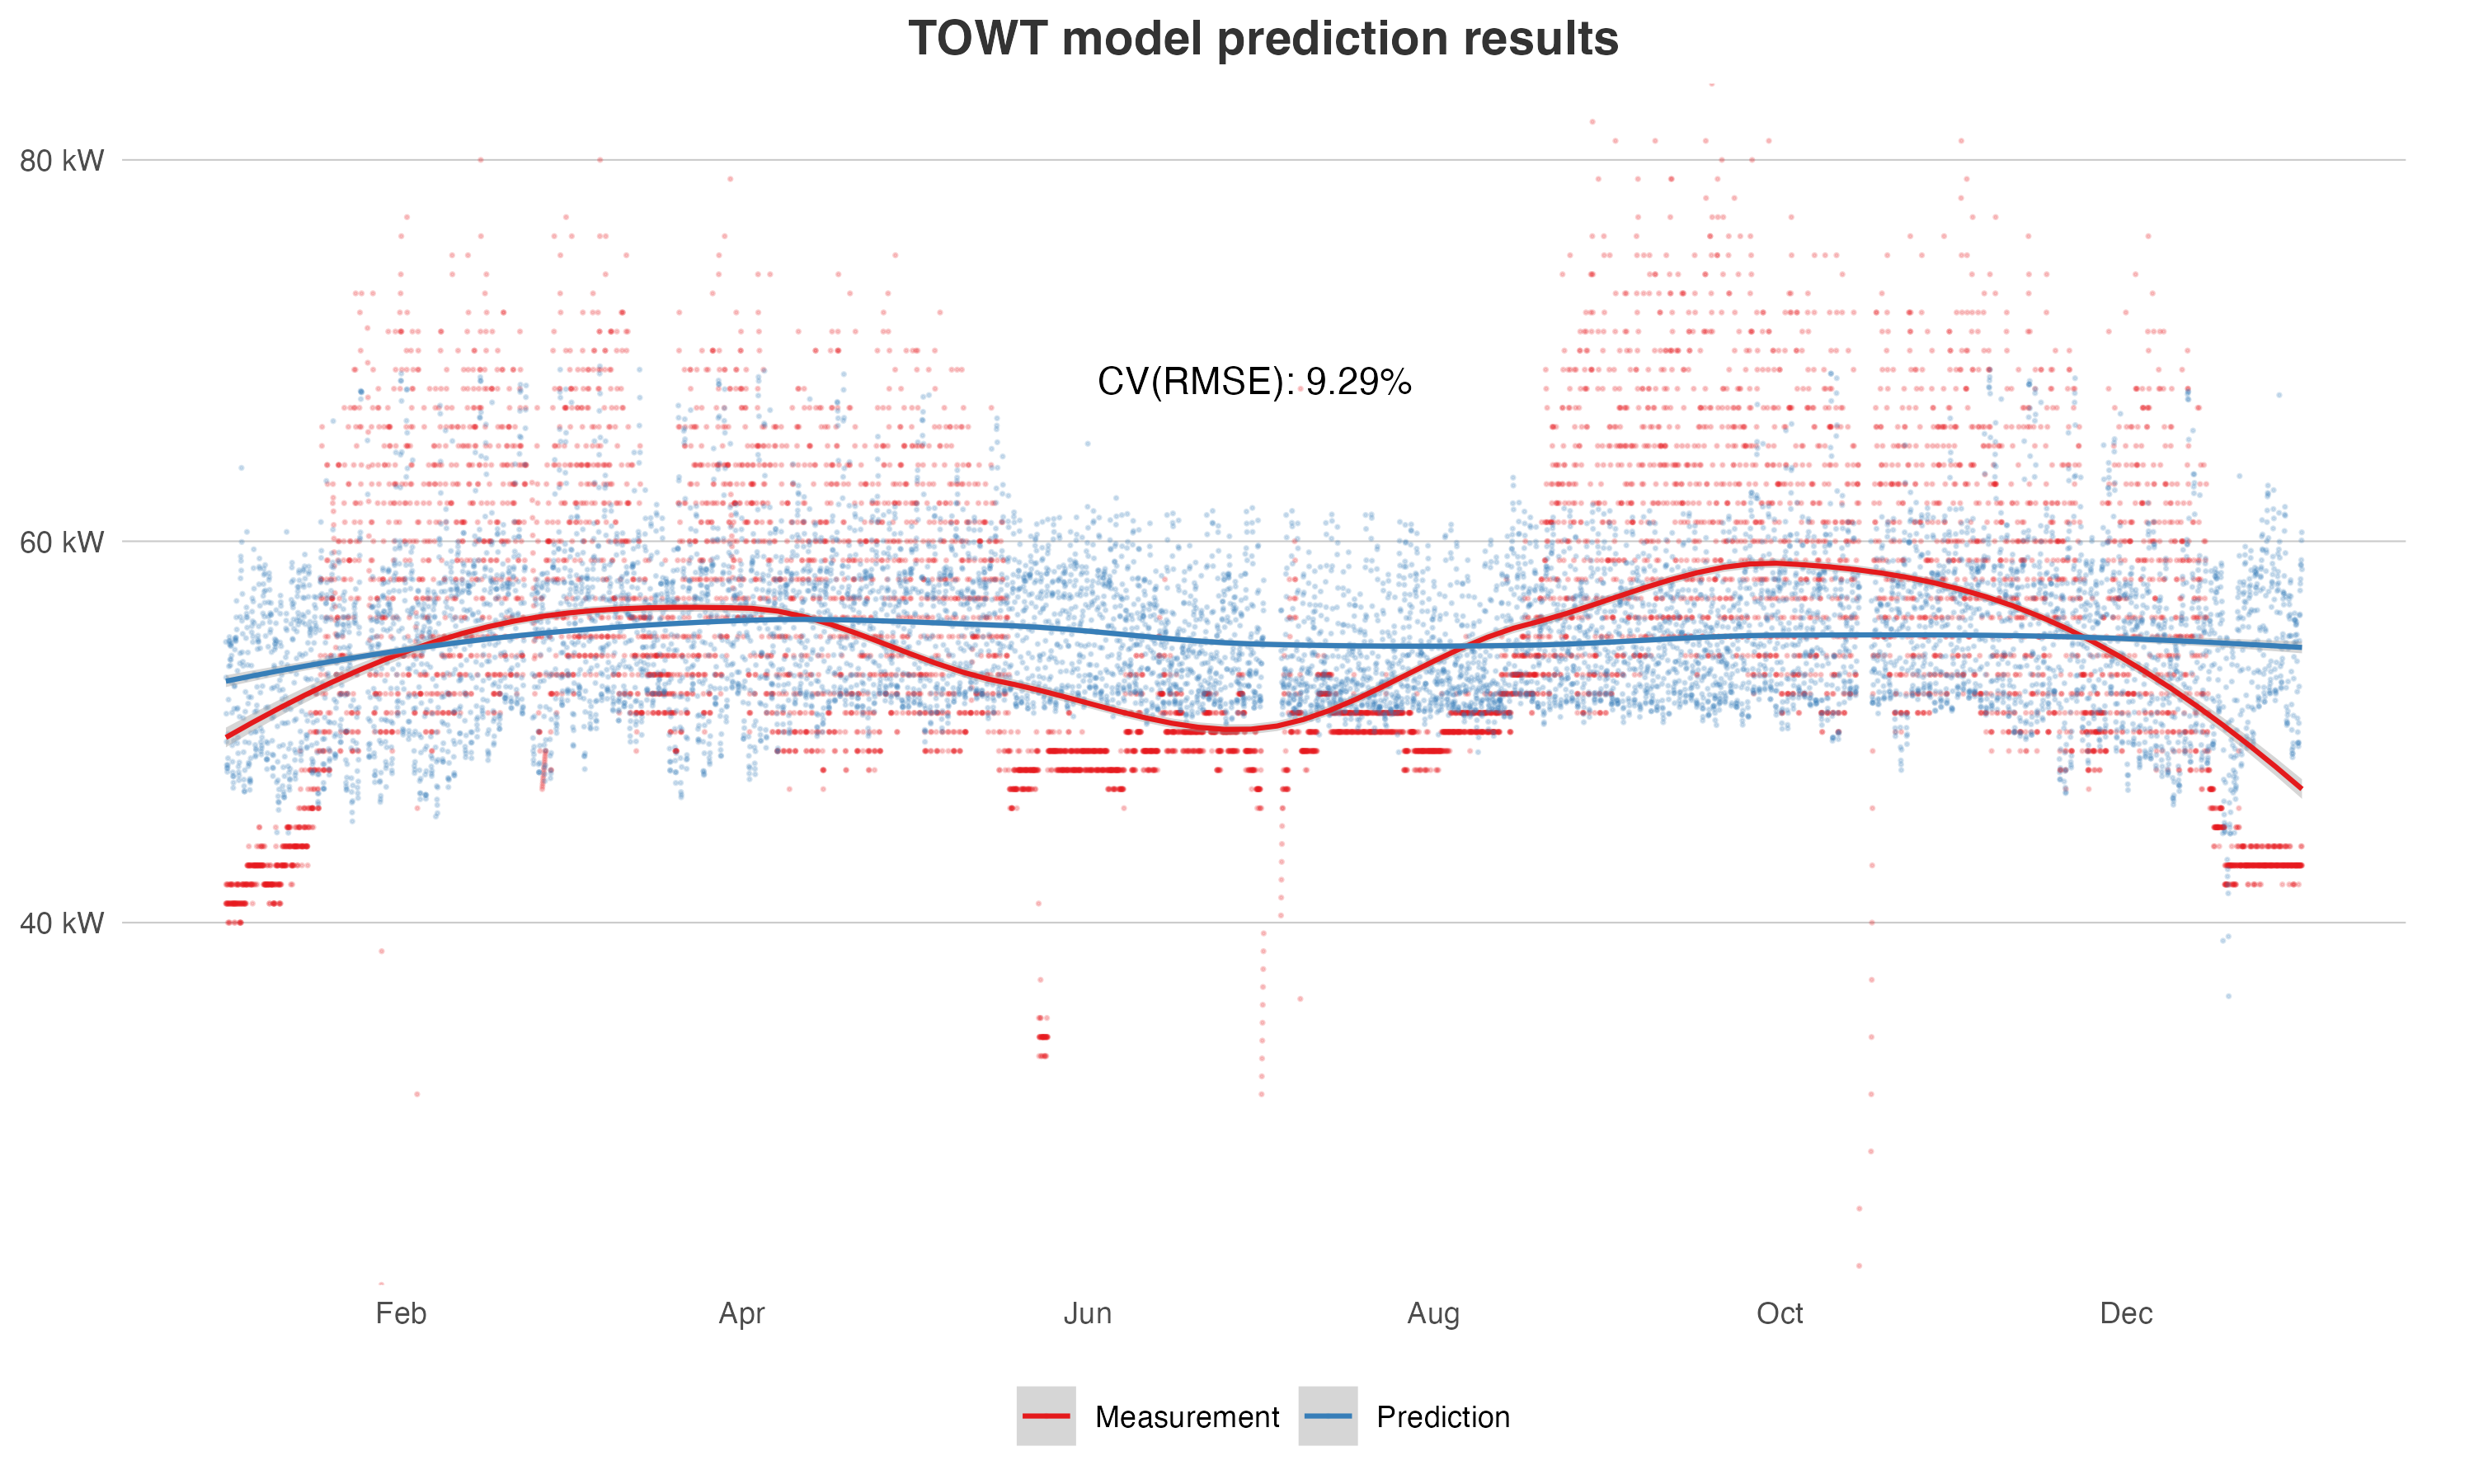 TOWT model prediction results
80 kW
60 kW
40 kW
CV(RMSE): 9.29%
Feb Apr Jun Aug Oct Dec
Measurement Prediction